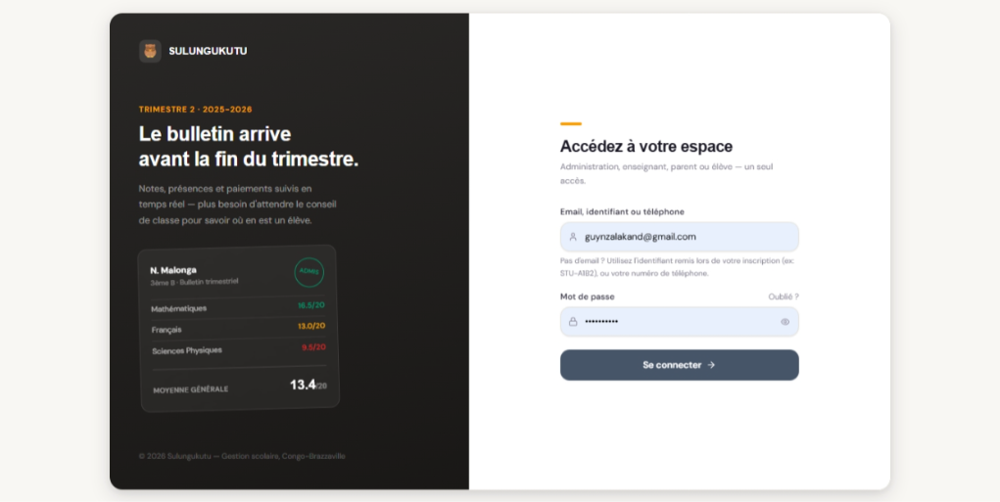 SULUNGUKUTU
TRIMESTRE 2 · 2025-2026
Le bulletin arrive
avant la fin du trimestre.
Notes, présences et paiements suivis en
temps réel — plus besoin d'attendre le conseil
de classe pour savoir où en est un élève.
N. Malonga
3ème B · Bulletin trimestriel
ADMIS
Mathématiques 16.5/20
Français 13.0/20
Sciences Physiques 9.5/20
MOYENNE GÉNÉRALE 13.4/20
© 2026 Sulungukutu — Gestion scolaire, Congo-Brazzaville
Accédez à votre espace
Administration, enseignant, parent ou élève — un seul
accès.
Email, identifiant ou téléphone
guynzalakand@gmail.com
Pas d'email ? Utilisez l'identifiant remis lors de votre inscription (ex:
STU-A1B2), ou votre numéro de téléphone.
Mot de passe Oublié ?
••••••••••
Se connecter →